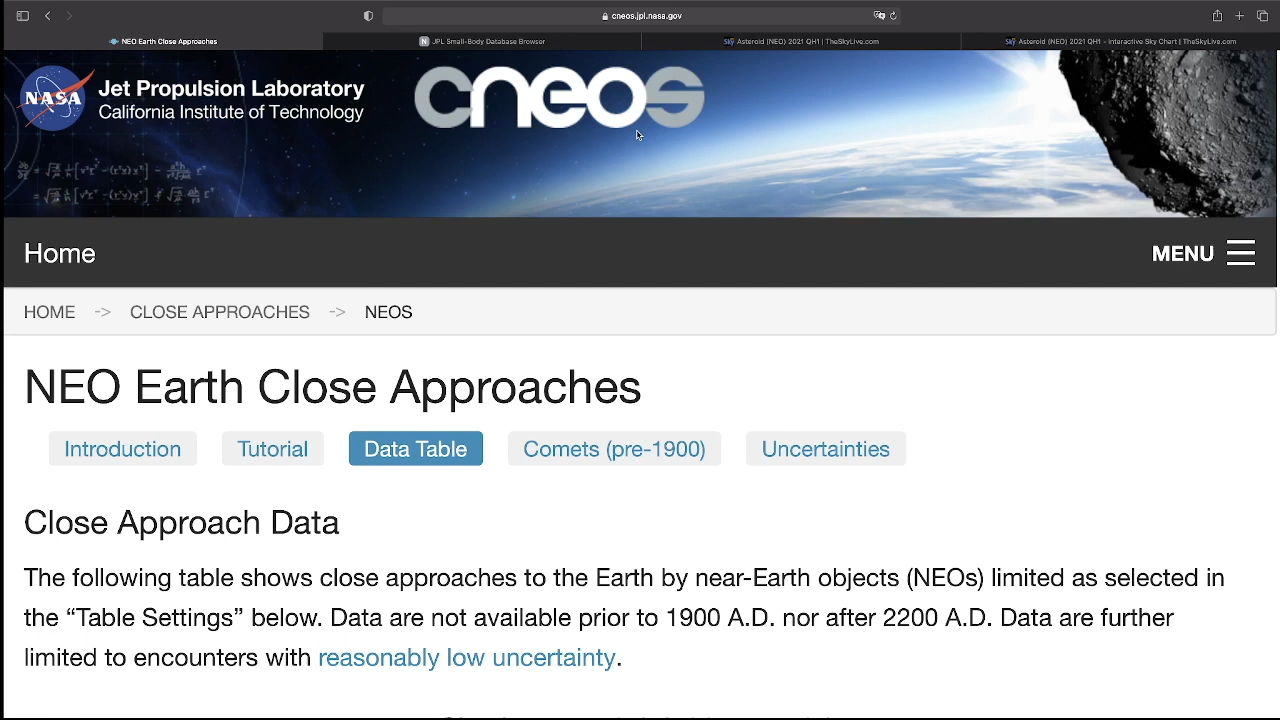 cneos.jpl.nasa.gov
NEO Earth Close Approaches
N JPL Small-Body Database Browser
SKY Asteroid (NEO) 2021 QH1 | TheSkyLive.com
SKY Asteroid (NEO) 2021 QH1 - Interactive Sky Chart | TheSkyLive.com
NASA
Jet Propulsion Laboratory
California Institute of Technology
cneos
Home
MENU
HOME -> CLOSE APPROACHES -> NEOS
NEO Earth Close Approaches
Introduction Tutorial Data Table Comets (pre-1900) Uncertainties
Close Approach Data
The following table shows close approaches to the Earth by near-Earth objects (NEOs) limited as selected in
the “Table Settings” below. Data are not available prior to 1900 A.D. nor after 2200 A.D. Data are further
limited to encounters with reasonably low uncertainty.